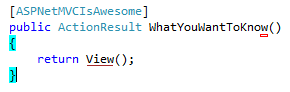 [ASPNetMVCIsAwesome]
public ActionResult WhatYouWantToKnow()
{
    return View();
}